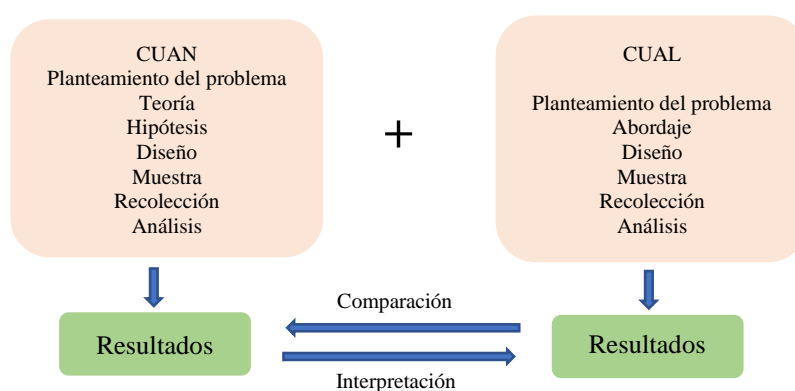 CUAN
Planteamiento del problema
Teoría
Hipótesis
Diseño
Muestra
Recolección
Análisis
+
CUAL
Planteamiento del problema
Abordaje
Diseño
Muestra
Recolección
Análisis
Resultados
Comparación
Interpretación
Resultados